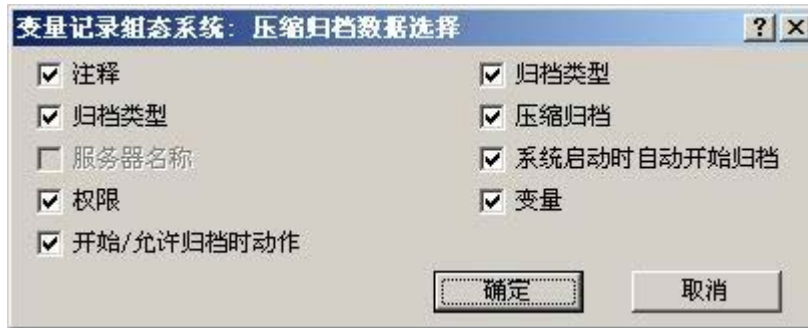 变量记录组态系统: 压缩归档数据选择
注释
归档类型
归档类型
压缩归档
服务器名称
系统启动时自动开始归档
权限
变量
开始/允许归档时动作
确定
取消